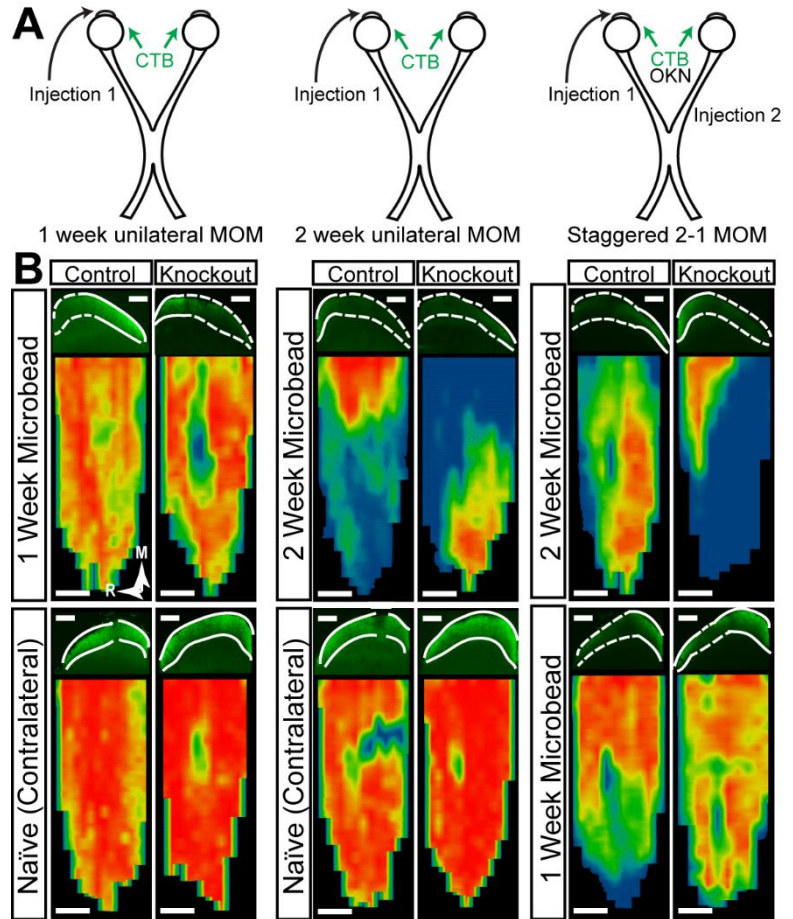 A
CTB
Injection 1
1 week unilateral MOM
CTB
Injection 1
2 week unilateral MOM
CTB
OKN
Injection 1
Injection 2
Staggered 2-1 MOM
B
Control
Knockout
1 Week Microbead
M
R
Naïve (Contralateral)
Control
Knockout
2 Week Microbead
Naïve (Contralateral)
Control
Knockout
2 Week Microbead
1 Week Microbead